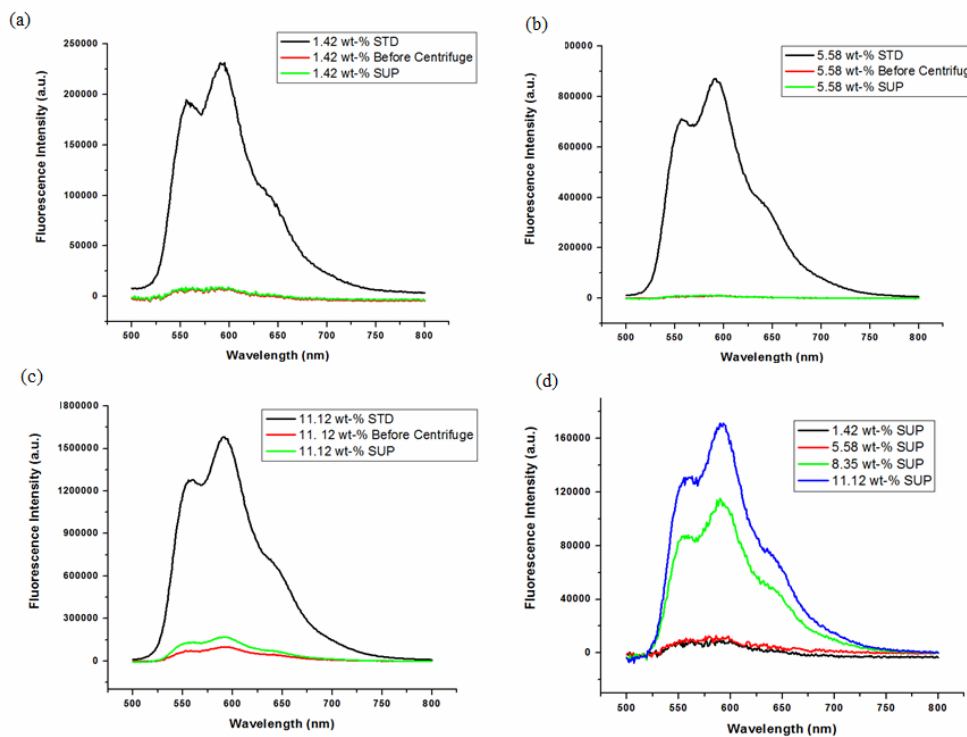 (a)
1.42 wt-% STD
1.42 wt-% Before Centrifuge
1.42 wt-% SUP
250000
200000
150000
100000
50000
0
Fluorescence Intensity (a.u.)
500 550 600 650 700 750 800
Wavelength (nm)
(b)
5.58 wt-% STD
5.58 wt-% Before Centrifug
5.58 wt-% SUP
00000
800000
600000
400000
200000
0
Fluorescence Intensity (a.u.)
500 550 600 650 700 750 800
Wavelength (nm)
(c)
11.12 wt-% STD
11. 12 wt-% Before Centrifuge
11.12 wt-% SUP
1800000
1500000
1200000
900000
600000
300000
0
Fluorescence Intensity (a.u.)
500 550 600 650 700 750 800
Wavelength (nm)
(d)
1.42 wt-% SUP
5.58 wt-% SUP
8.35 wt-% SUP
11.12 wt-% SUP
160000
120000
80000
40000
0
Fluorescence Intensity (a.u.)
500 550 600 650 700 750 800
Wavelength (nm)